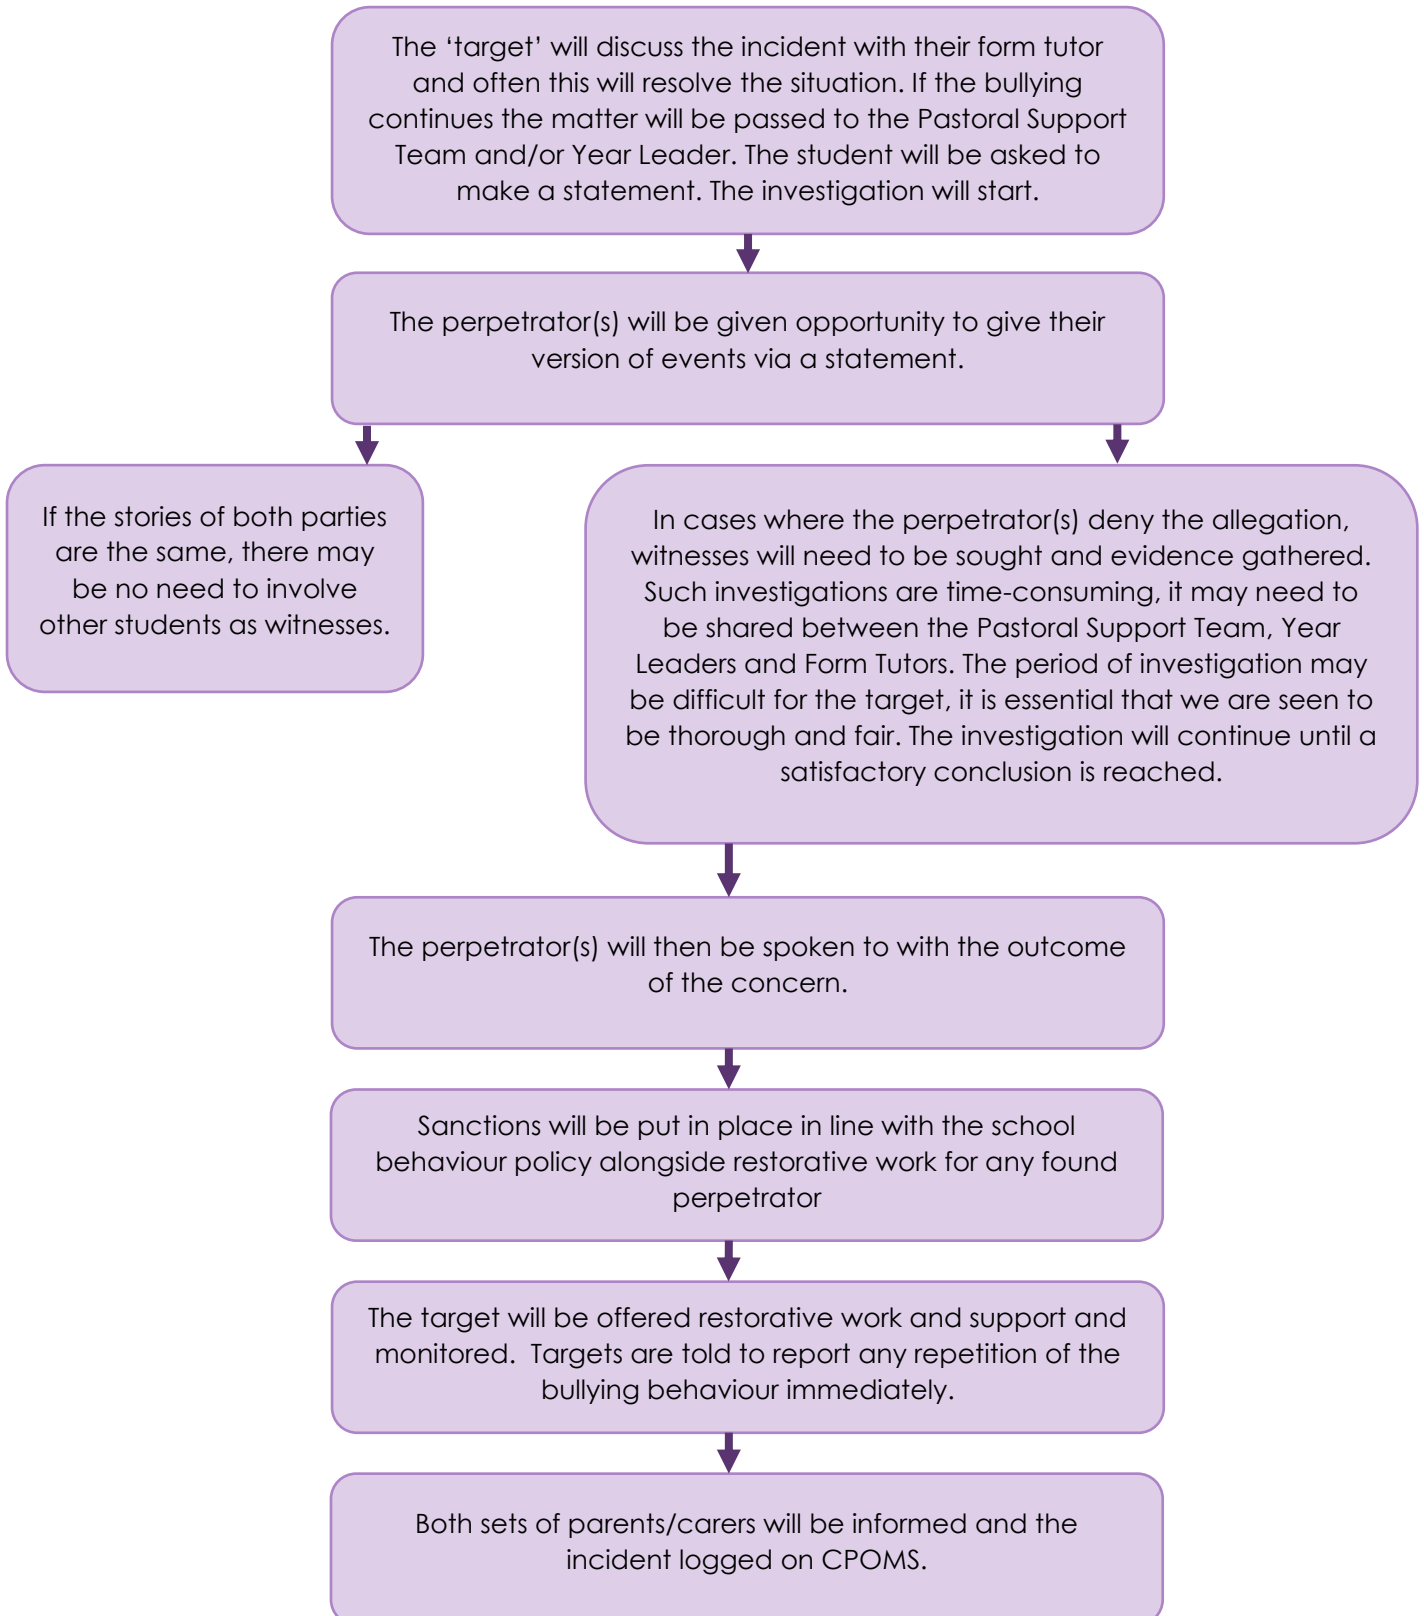 The ‘target’ will discuss the incident with their form tutor
and often this will resolve the situation. If the bullying
continues the matter will be passed to the Pastoral Support
Team and/or Year Leader. The student will be asked to
make a statement. The investigation will start.
The perpetrator(s) will be given opportunity to give their
version of events via a statement.
If the stories of both parties
are the same, there may
be no need to involve
other students as witnesses.
In cases where the perpetrator(s) deny the allegation,
witnesses will need to be sought and evidence gathered.
Such investigations are time-consuming, it may need to
be shared between the Pastoral Support Team, Year
Leaders and Form Tutors. The period of investigation may
be difficult for the target, it is essential that we are seen to
be thorough and fair. The investigation will continue until a
satisfactory conclusion is reached.
The perpetrator(s) will then be spoken to with the outcome
of the concern.
Sanctions will be put in place in line with the school
behaviour policy alongside restorative work for any found
perpetrator
The target will be offered restorative work and support and
monitored.  Targets are told to report any repetition of the
bullying behaviour immediately.
Both sets of parents/carers will be informed and the
incident logged on CPOMS.